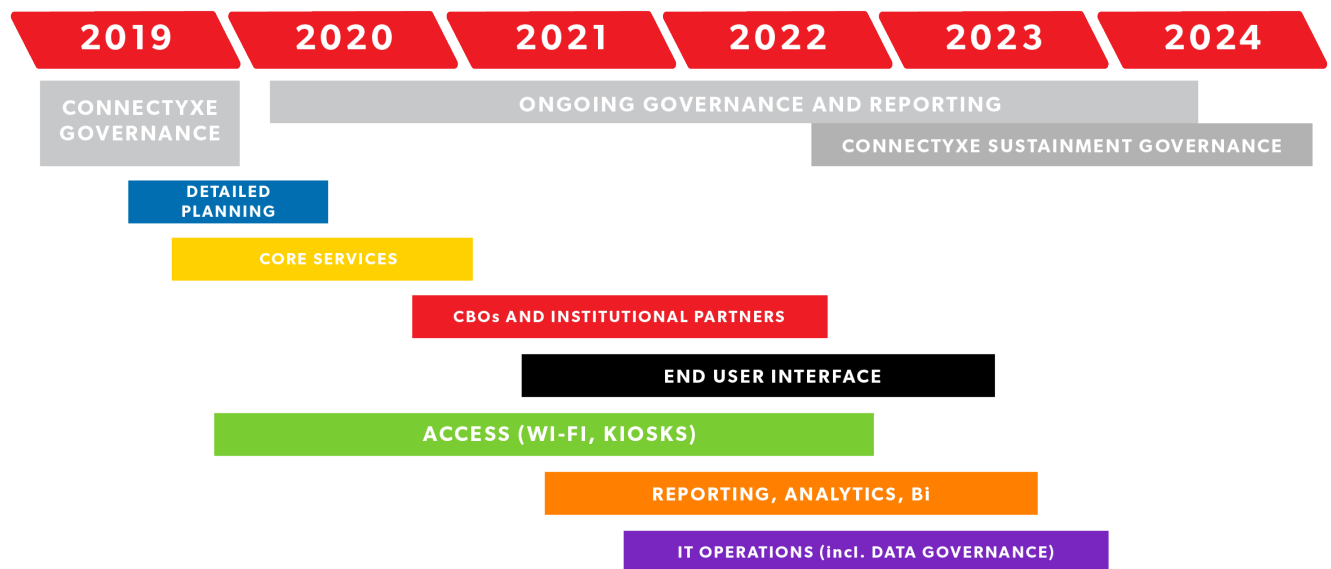 2019 2020 2021 2022 2023 2024
CONNECTYXE
GOVERNANCE
ONGOING GOVERNANCE AND REPORTING
CONNECTYXE SUSTAINMENT GOVERNANCE
DETAILED
PLANNING
CORE SERVICES
CBOs AND INSTITUTIONAL PARTNERS
END USER INTERFACE
ACCESS (WI-FI, KIOSKS)
REPORTING, ANALYTICS, Bi
IT OPERATIONS (incl. DATA GOVERNANCE)